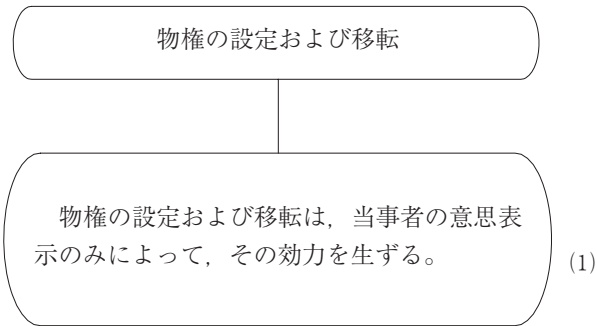 物権の設定および移転
物権の設定および移転は，当事者の意思表
示のみによって，その効力を生ずる。
(1)